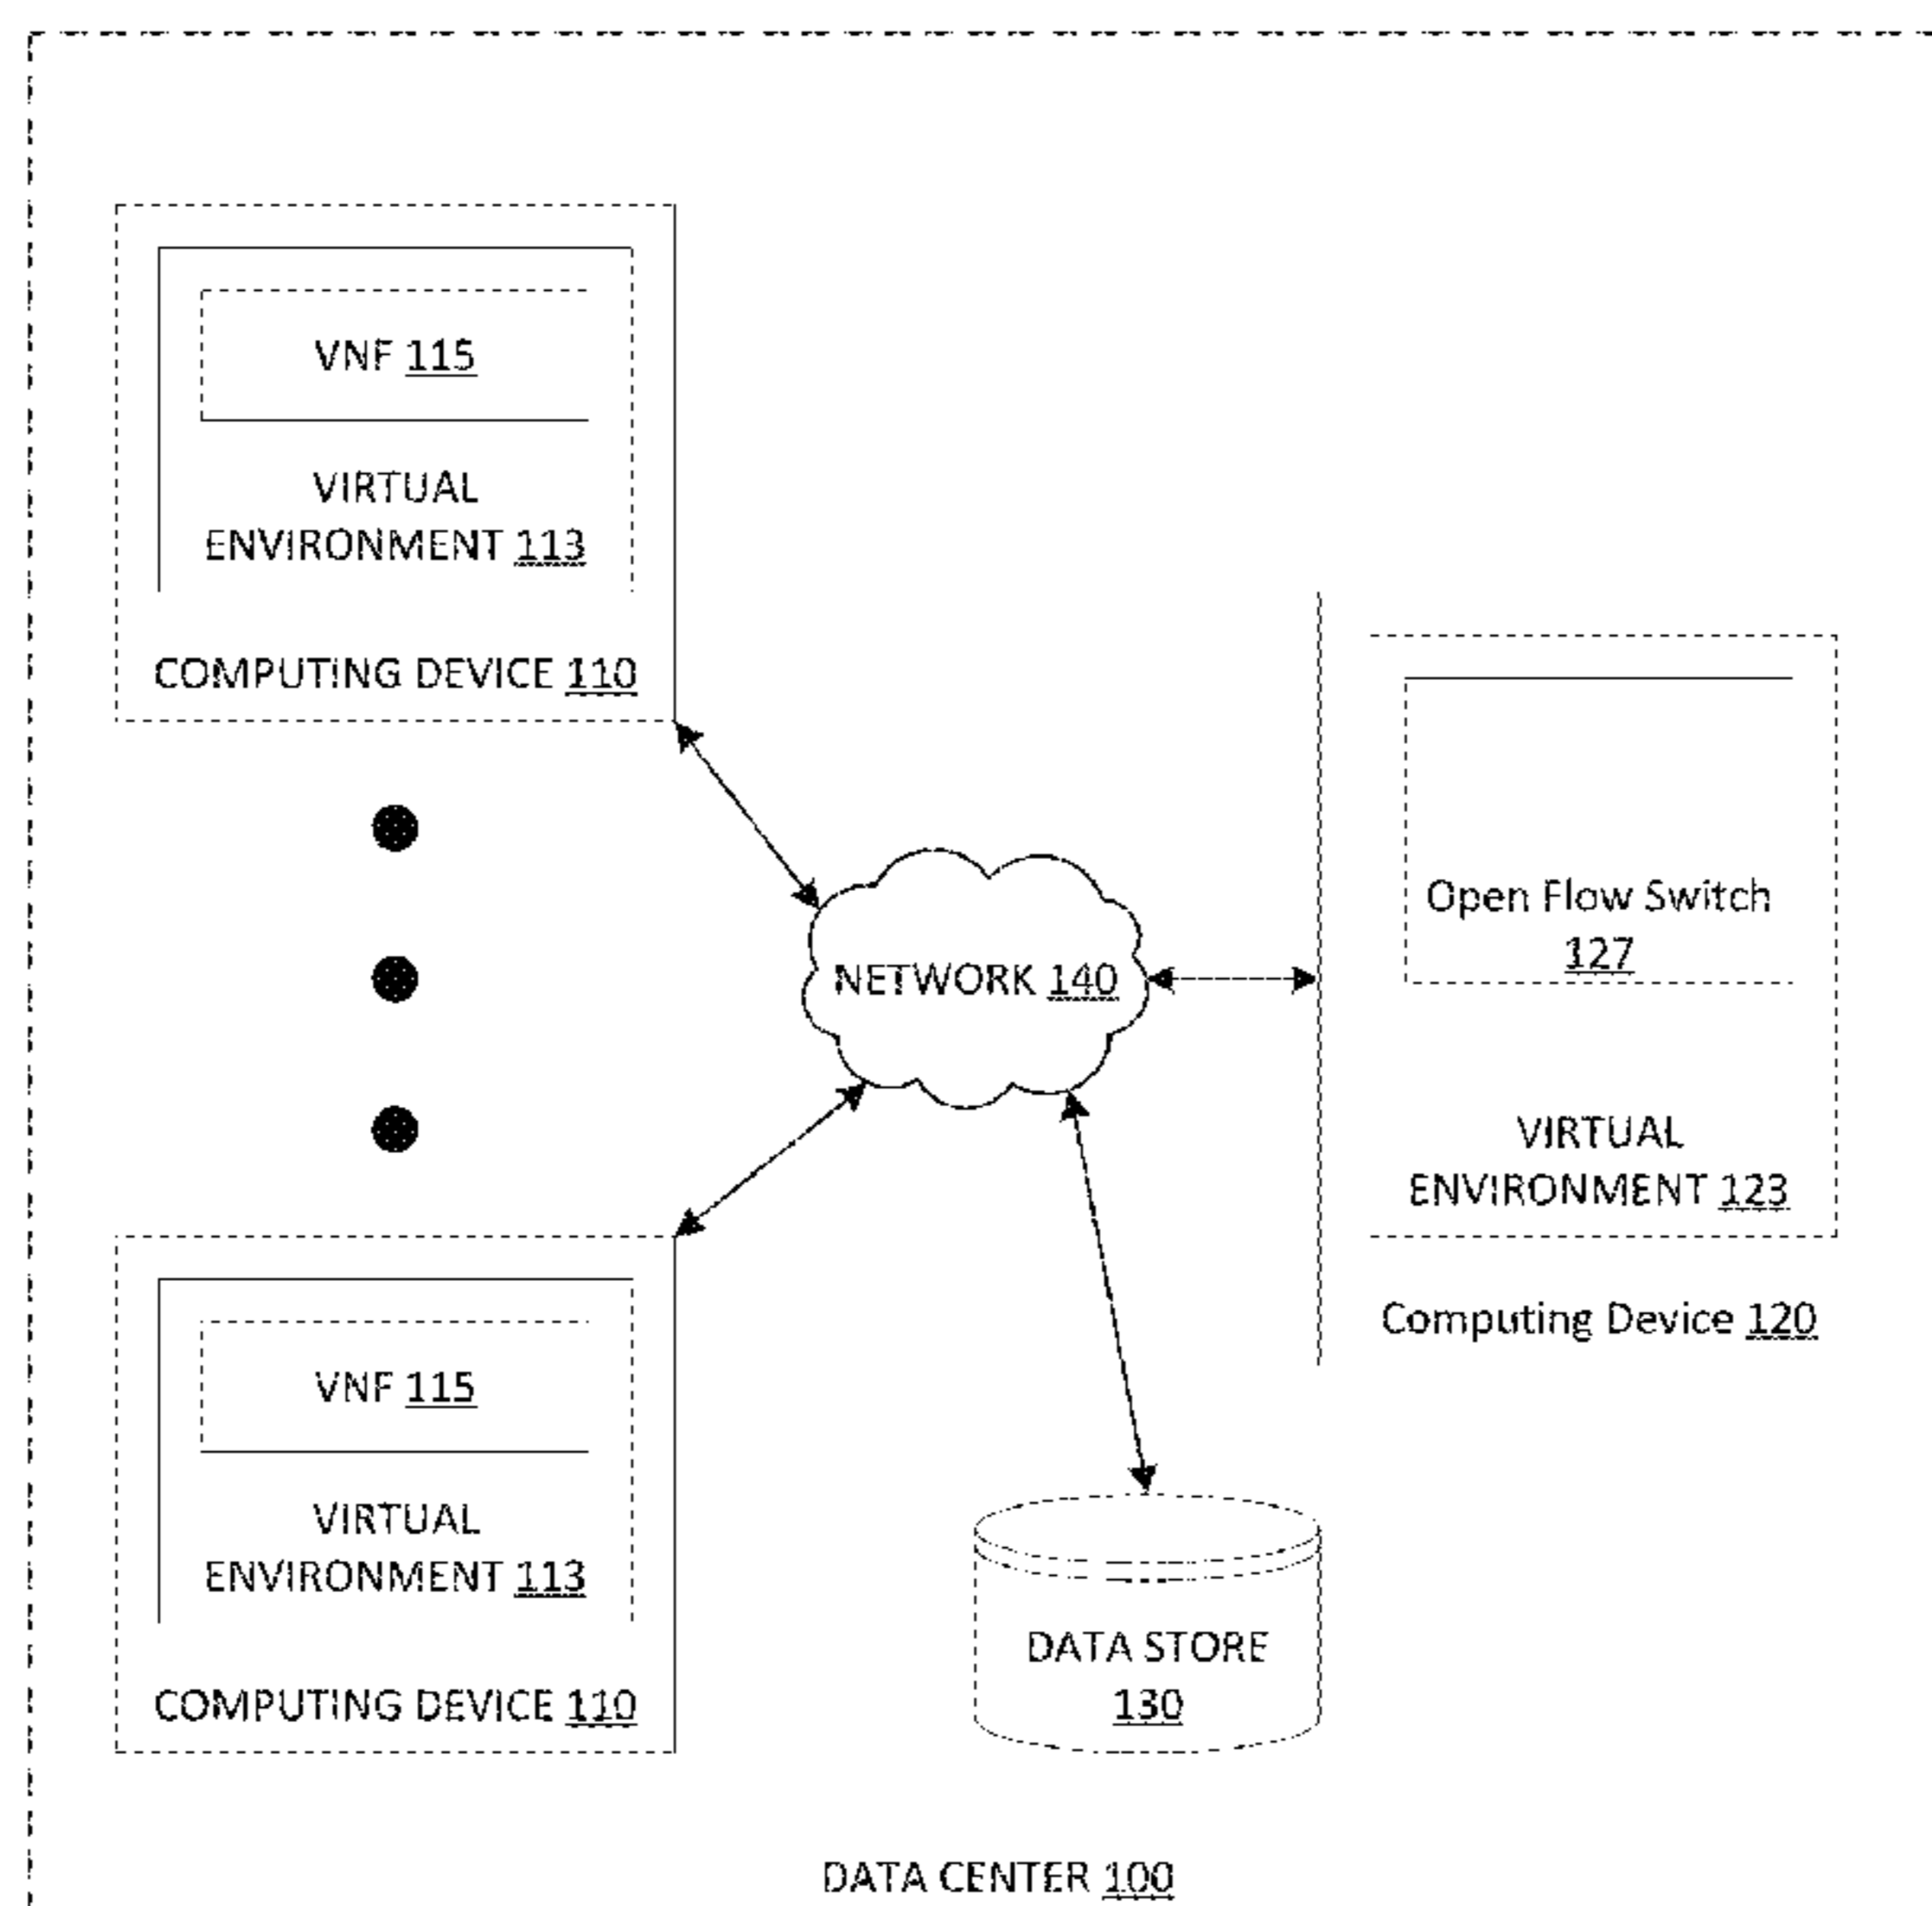 VNF 115
VIRTUAL
ENVIRONMENT 113
COMPUTING DEVICE 110
Open Flow Switch
127
NETWORK 140
VIRTUAL
ENVIRONMENT 123
Computing Device 120
VNF 115
VIRTUAL
ENVIRONMENT 113
COMPUTING DEVICE 110
DATA STORE
130
DATA CENTER 100